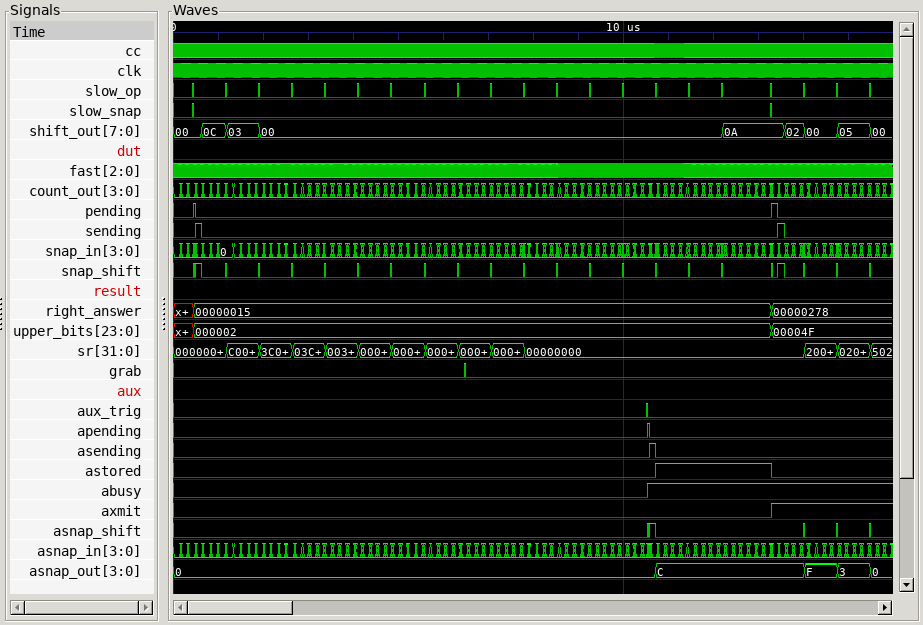 Signals
Waves
Time
0
10 us
cc
clk
slow_op
slow_snap
shift_out[7:0]
00 0C 03 00 0A 02 00 05 00
dut
fast[2:0]
count_out[3:0]
pending
sending
snap_in[3:0]
0
snap_shift
result
right_answer
x+ 00000015 00000278
upper_bits[23:0]
x+ 000002 00004F
sr[31:0]
000000+ C00+ 3C0+ 03C+ 003+ 000+ 000+ 000+ 000+ 000+ 00000000 200+ 020+ 502
grab
aux
aux_trig
apending
asending
astored
abusy
axmit
asnap_shift
asnap_in[3:0]
asnap_out[3:0]
0 C F 3 0